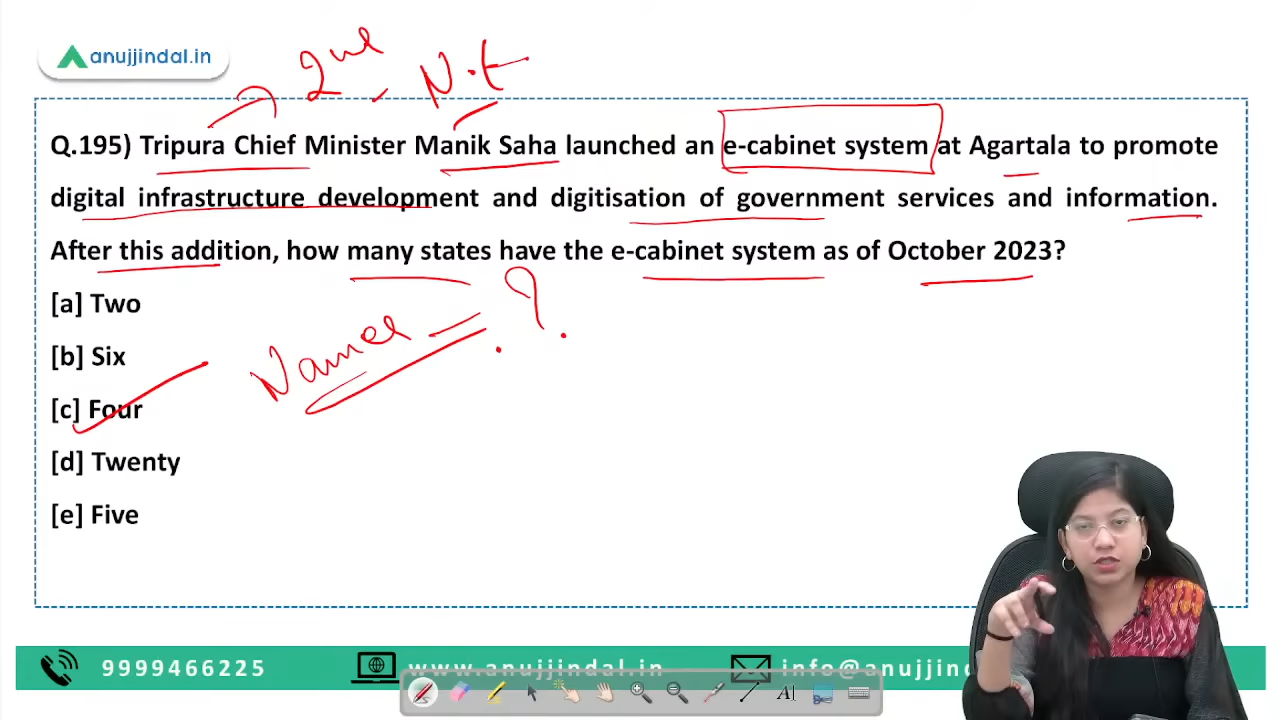 anujjindal.in
2nd, N.E
Q.195) Tripura Chief Minister Manik Saha launched an e-cabinet system at Agartala to promote
digital infrastructure development and digitisation of government services and information.
After this addition, how many states have the e-cabinet system as of October 2023?
[a] Two
[b] Six
Names ?
[c] Four
[d] Twenty
[e] Five
9999466225 www.anujjindal.in info@anujjin
AI